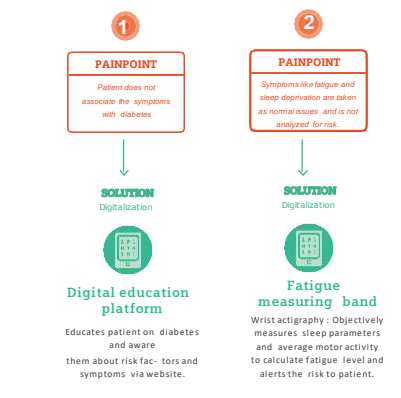 1
PAINPOINT
Patient does not
associate the symptoms
with diabetes
SOLUTION
Digitalization
Digital education
platform
Educates patient on diabetes
and aware
them about risk fac- tors and
symptoms via website.
2
PAINPOINT
Symptoms like fatigue and
sleep deprivation are taken
as normal issues and is not
analyzed for risk.
SOLUTION
Digitalization
Fatigue
measuring band
Wrist actigraphy : Objectively
measures sleep parameters
and average motor activity
to calculate fatigue level and
alerts the risk to patient.